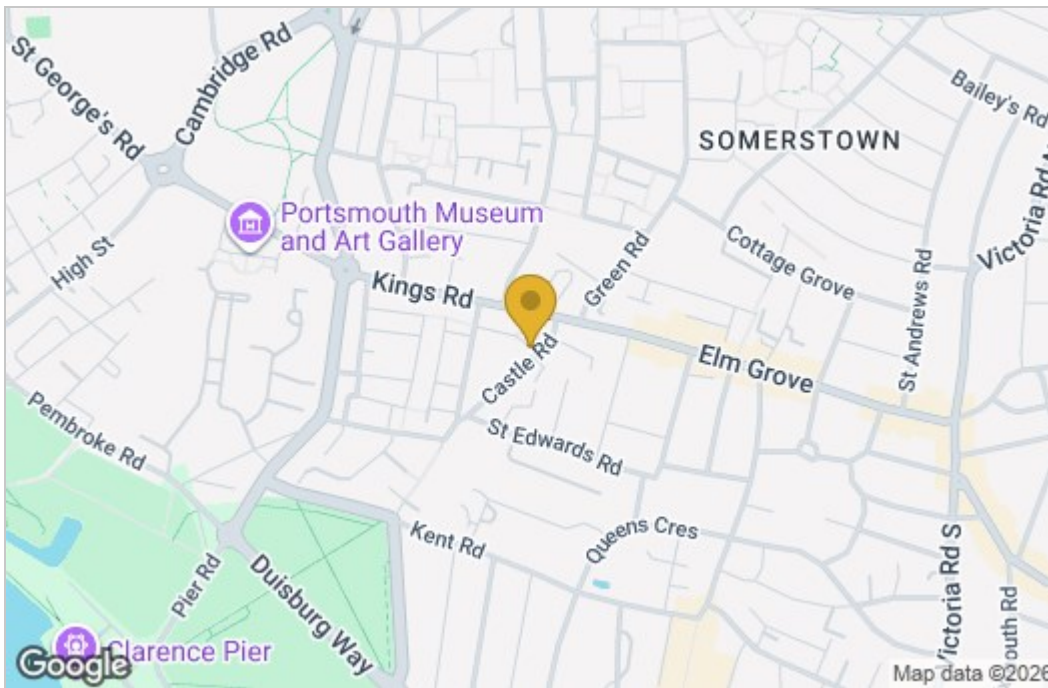 St George's Rd
Cambridge Rd
Bailey's Rd
SOMERSTOWN
Portsmouth Museum
and Art Gallery
High St
Green Rd
Cottage Grove
Victoria Rd
St Andrews Rd
Kings Rd
Elm Grove
Castle Rd
Pembroke Rd
St Edwards Rd
Kent Rd
Queens Cres
Pier Rd
Duisburg Way
Victoria Rd S
Clarence Pier
Google
Map data ©2026